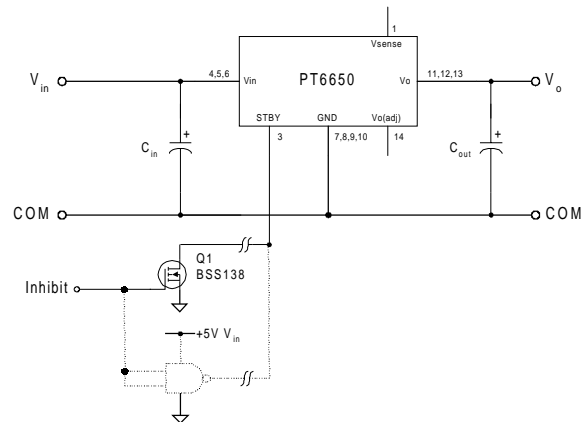 1
Vsense
V in
4,5,6
Vin
PT6650
Vo
11,12,13
V o
STBY
GND
Vo(adj)
3
7,8,9,10
14
+
C in
+
C out
COM
COM
Q1
BSS138
Inhibit
+5V V in